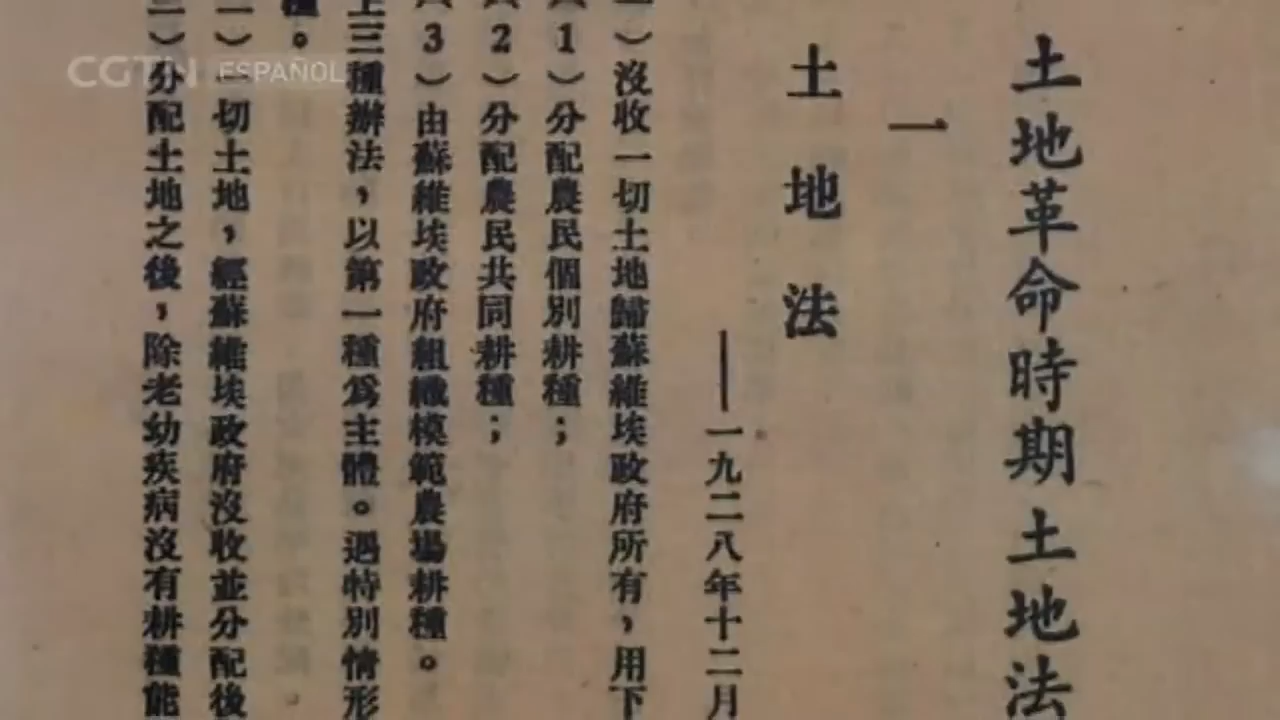 CGTN ESPAÑOL
土地革命時期土地法
一
土地法
——一九二八年十二月
一)沒收一切土地歸蘇維埃政府所有，用下
(1)分配農民個別耕種；
(2)分配農民共同耕種；
(3)由蘇維埃政府組織模範農場耕種。
上三種辦法，以第一種爲主體。遇特別情形
種。
二)一切土地，經蘇維埃政府沒收並分配後
三)分配土地之後，除老幼疾病沒有耕種能